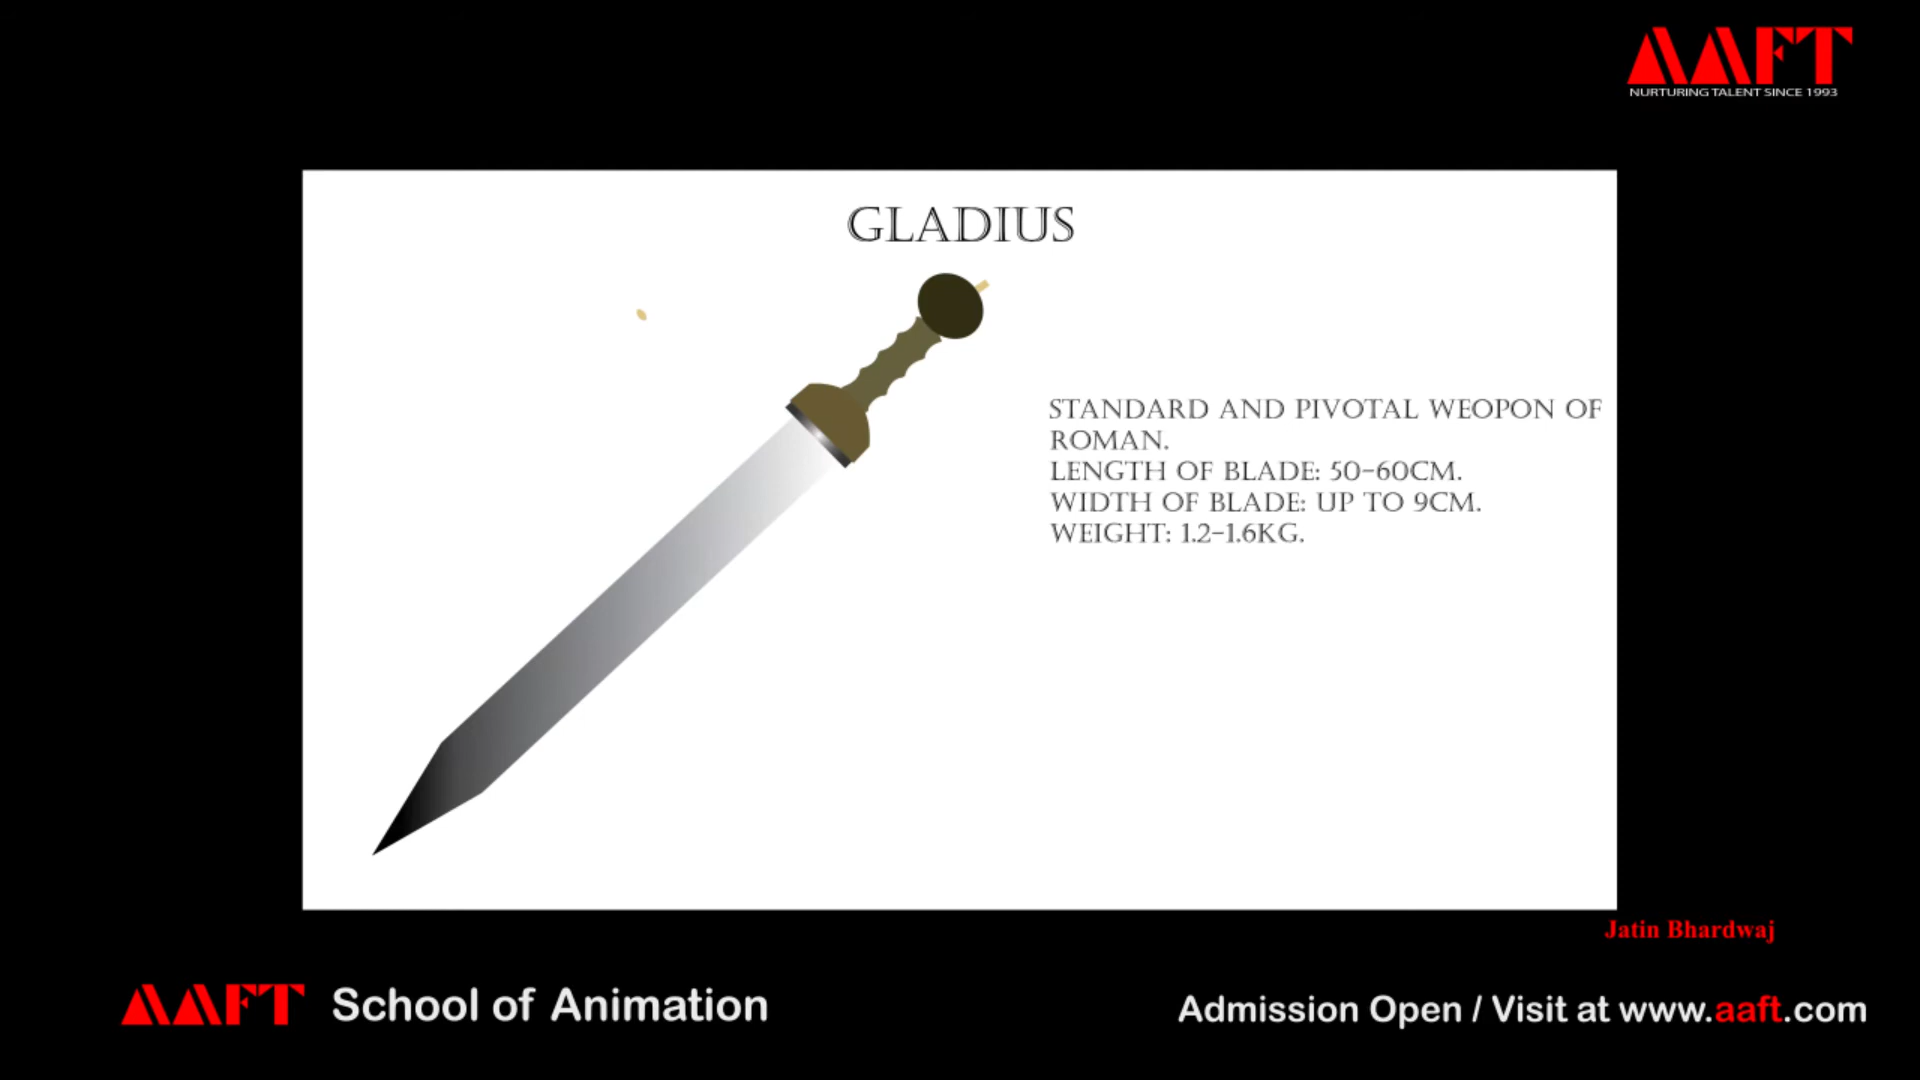 AAFT
NURTURING TALENT SINCE 1993
GLADIUS
STANDARD AND PIVOTAL WEOPON OF
ROMAN.
LENGTH OF BLADE: 50-60CM.
WIDTH OF BLADE: UP TO 9CM.
WEIGHT: 1.2-1.6KG.
Jatin Bhardwaj
AAFT School of Animation
Admission Open / Visit at www.aaft.com